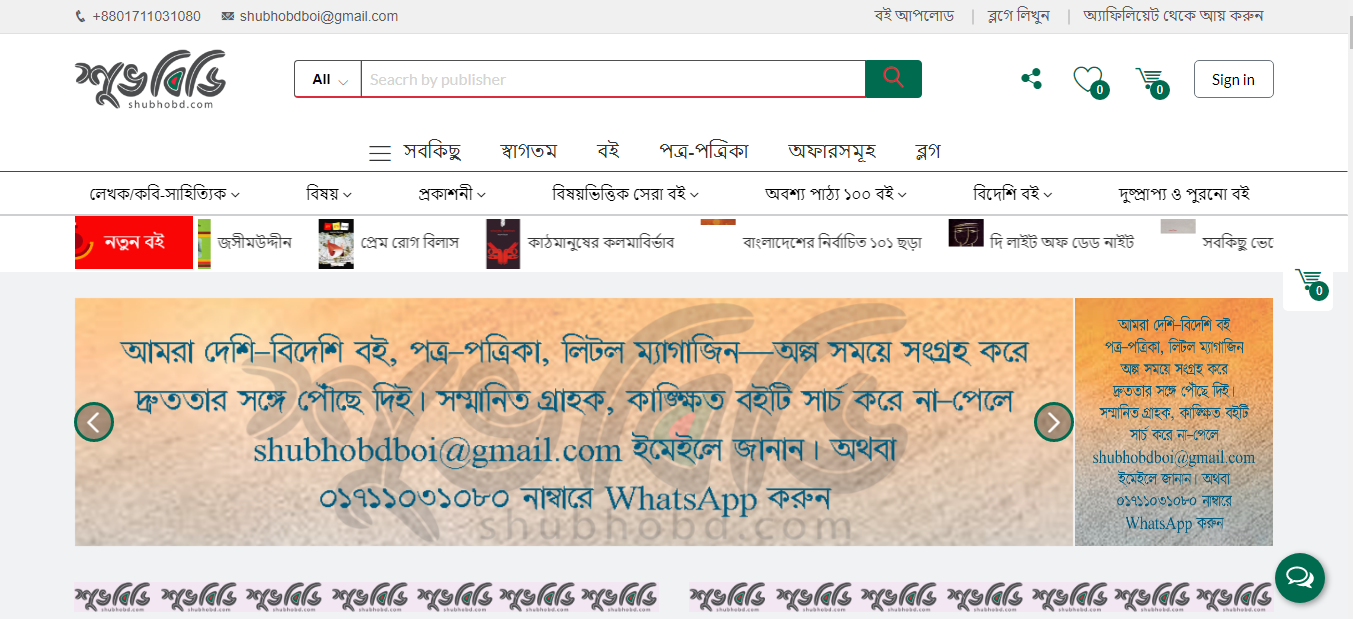 +8801711031080 shubhobdboi@gmail.com বই আপলোড | ব্লগে লিখুন | অ্যাফিলিয়েট থেকে আয় করুন
শুভবিডি
shubhobd.com
All Seacrh by publisher 0 0 Sign in
সবকিছু স্বাগতম বই পত্র-পত্রিকা অফারসমূহ ব্লগ
লেখক/কবি-সাহিত্যিক বিষয় প্রকাশনী বিষয়ভিত্তিক সেরা বই অবশ্য পাঠ্য ১০০ বই বিদেশি বই দুষ্প্রাপ্য ও পুরনো বই
নতুন বই জসীমউদ্দীন প্রেম রোগ বিলাস কাঠমানুষের কলমাবির্ভাব বাংলাদেশের নির্বাচিত ১০১ ছড়া দি লাইট অফ ডেড নাইট সবকিছু ভে
0
আমরা দেশি–বিদেশি বই, পত্র–পত্রিকা, লিটল ম্যাগাজিন—অল্প সময়ে সংগ্রহ করে
দ্রুততার সঙ্গে পৌঁছে দিই। সম্মানিত গ্রাহক, কাঙ্ক্ষিত বইটি সার্চ করে না–পেলে
shubhobdboi@gmail.com ইমেইলে জানান। অথবা
০১৭১১০৩১০৮০ নাম্বারে WhatsApp করুন
shubhobd.com
আমরা দেশি–বিদেশি বই
পত্র–পত্রিকা, লিটল ম্যাগাজিন
অল্প সময়ে সংগ্রহ করে
দ্রুততার সঙ্গে পৌঁছে দিই।
সম্মানিত গ্রাহক, কাঙ্ক্ষিত বইটি
সার্চ করে না–পেলে
shubhobdboi@gmail.com
ইমেইলে জানান। অথবা
০১৭১১০৩১০৮০ নাম্বারে
WhatsApp করুন
শুভবিডি শুভবিডি শুভবিডি শুভবিডি শুভবিডি শুভবিডি শুভবিডি শুভবিডি শুভবিডি শুভবিডি শুভবিডি শুভবিডি শুভবিডি শুভবিডি
shubhobd.com shubhobd.com shubhobd.com shubhobd.com shubhobd.com shubhobd.com shubhobd.com shubhobd.com shubhobd.com shubhobd.com shubhobd.com shubhobd.com shubhobd.com shubhobd.com